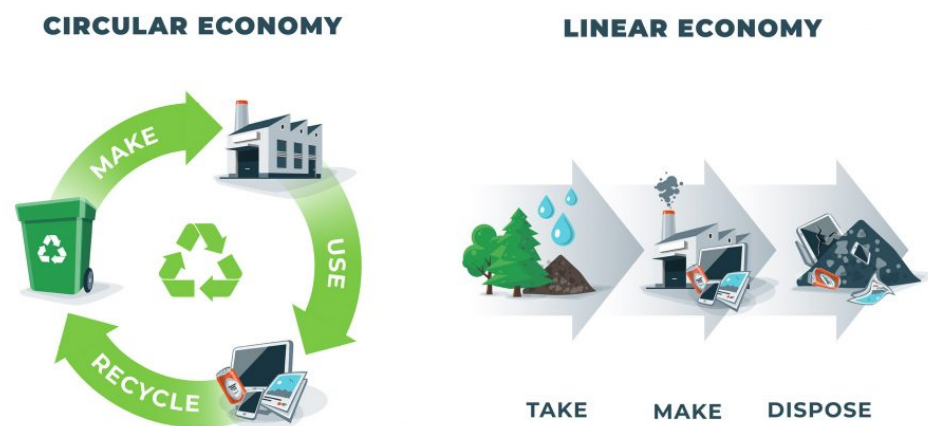 CIRCULAR ECONOMY
MAKE
USE
RECYCLE
LINEAR ECONOMY
TAKE
MAKE
DISPOSE